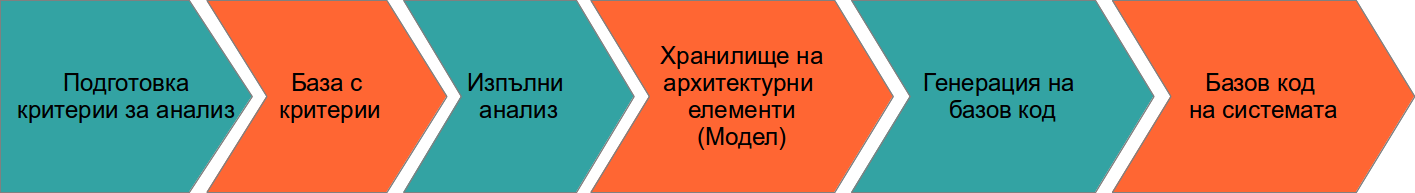 Подготовка
критерии за анализ
База с
критерии
Изпълни
анализ
Хранилище на
архитектурни
елементи
(Модел)
Генерация на
базов код
Базов код
на системата